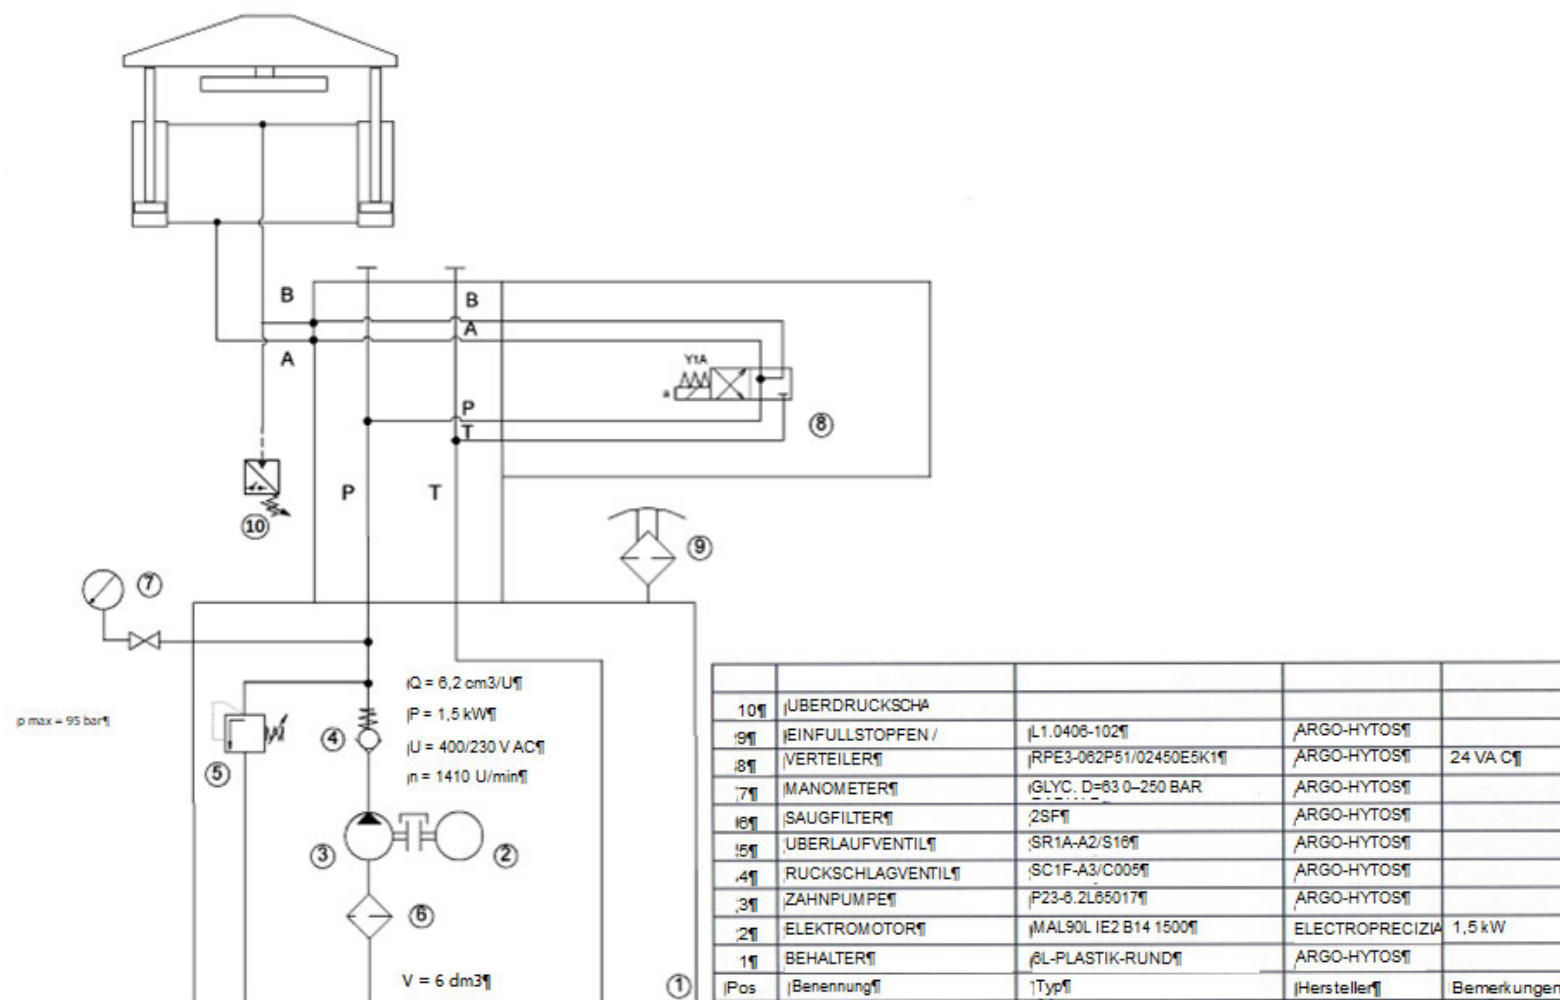 B
B
A
A
Y1A
a
P
T
8
P
T
10
9
7
Q = 6,2 cm3/U¶
P = 1,5 kW¶
p max = 95 bar¶
4
U = 400/230 V AC¶
5
n = 1410 U/min¶
3
2
6
V = 6 dm3¶
1
10¶ UBERDRUCKSCHA
9¶ EINFULLSTOPFEN / L1.0406-102¶ ARGO-HYTOS¶
8¶ VERTEILER¶ RPE3-062P51/02450E5K1¶ ARGO-HYTOS¶ 24 VA C¶
7¶ MANOMETER¶ GLYC. D=63 0–250 BAR ARGO-HYTOS¶
6¶ SAUGFILTER¶ 2SF¶ ARGO-HYTOS¶
5¶ UBERLAUFVENTIL¶ SR1A-A2/S16¶ ARGO-HYTOS¶
4¶ RUCKSCHLAGVENTIL¶ SC1F-A3/C005¶ ARGO-HYTOS¶
3¶ ZAHNPUMPE¶ P23-6.2L65017¶ ARGO-HYTOS¶
2¶ ELEKTROMOTOR¶ MAL90L IE2 B14 1500¶ ELECTROPRECIZIA 1,5 kW
1¶ BEHALTER¶ 6L-PLASTIK-RUND¶ ARGO-HYTOS¶
Pos Benennung¶ Typ¶ Hersteller¶ Bemerkungen